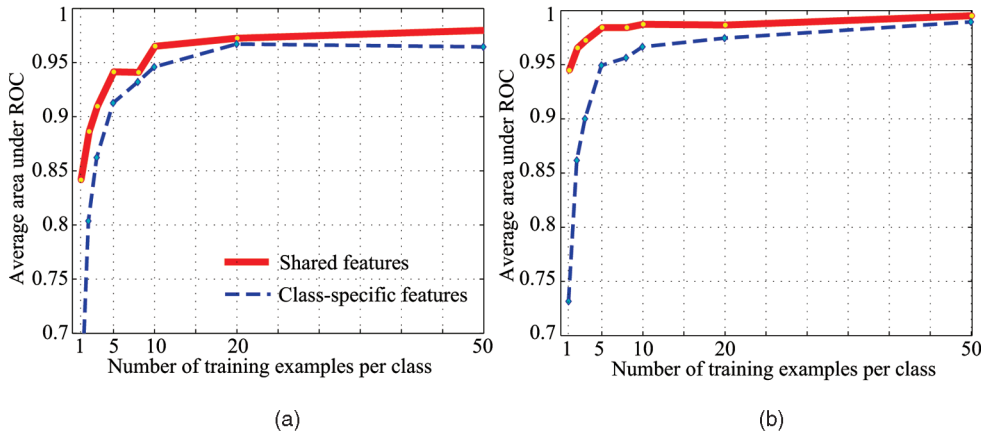 1
0.95
0.9
0.85
0.8
0.75
0.7
Average area under ROC
Shared features
Class-specific features
1 5 10 20 50
Number of training examples per class
(a)
1
0.95
0.9
0.85
0.8
0.75
0.7
Average area under ROC
1 5 10 20 50
Number of training examples per class
(b)